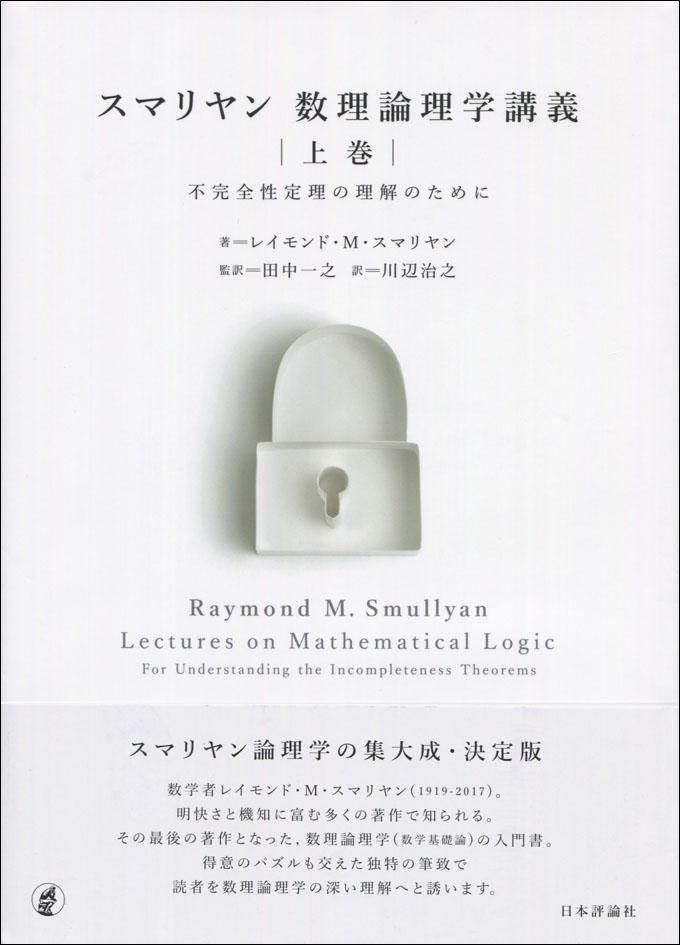 スマリヤン 数理論理学講義
|上巻|
不完全性定理の理解のために
著=レイモンド・M・スマリヤン
監訳=田中一之 訳=川辺治之
Raymond M. Smullyan
Lectures on Mathematical Logic
For Understanding the Incompleteness Theorems
スマリヤン論理学の集大成・決定版
数学者レイモンド・M・スマリヤン(1919-2017)。
明快さと機知に富む多くの著作で知られる。
その最後の著作となった,数理論理学(数学基礎論)の入門書。
得意のパズルも交えた独特の筆致で
読者を数理論理学の深い理解へと誘います。
日本評論社